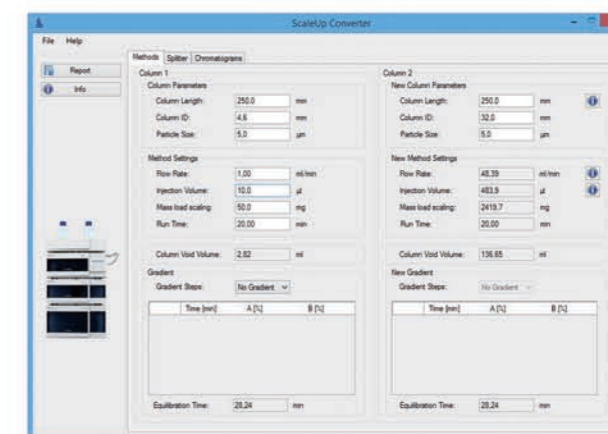 ScaleUp Converter
File Help
Report
Info
Methods Splitter Chromatograms
Column 1
Column Parameters
Column Length: 250.0 mm
Column ID: 4,6 mm
Particle Size: 5,0 µm
Method Settings
Flow Rate: 1,00 ml/min
Injection Volume: 10.0 µl
Mass load scaling: 50.0 mg
Run Time: 20,00 min
Column Void Volume: 2,82 ml
Gradient
Gradient Steps: No Gradient
Time [min] A [%] B [%]
Equilibration Time: 28,24 min
Column 2
New Column Parameters
Column Length: 250.0 mm
Column ID: 32,0 mm
Particle Size: 5,0 µm
New Method Settings
Flow Rate: 48,39 ml/min
Injection Volume: 483,9 µl
Mass load scaling: 2419.7 mg
Run Time: 20,00 min
Column Void Volume: 136.65 ml
New Gradient
Gradient Steps: No Gradient
Time [min] A [%] B [%]
Equilibration Time: 28,24 min